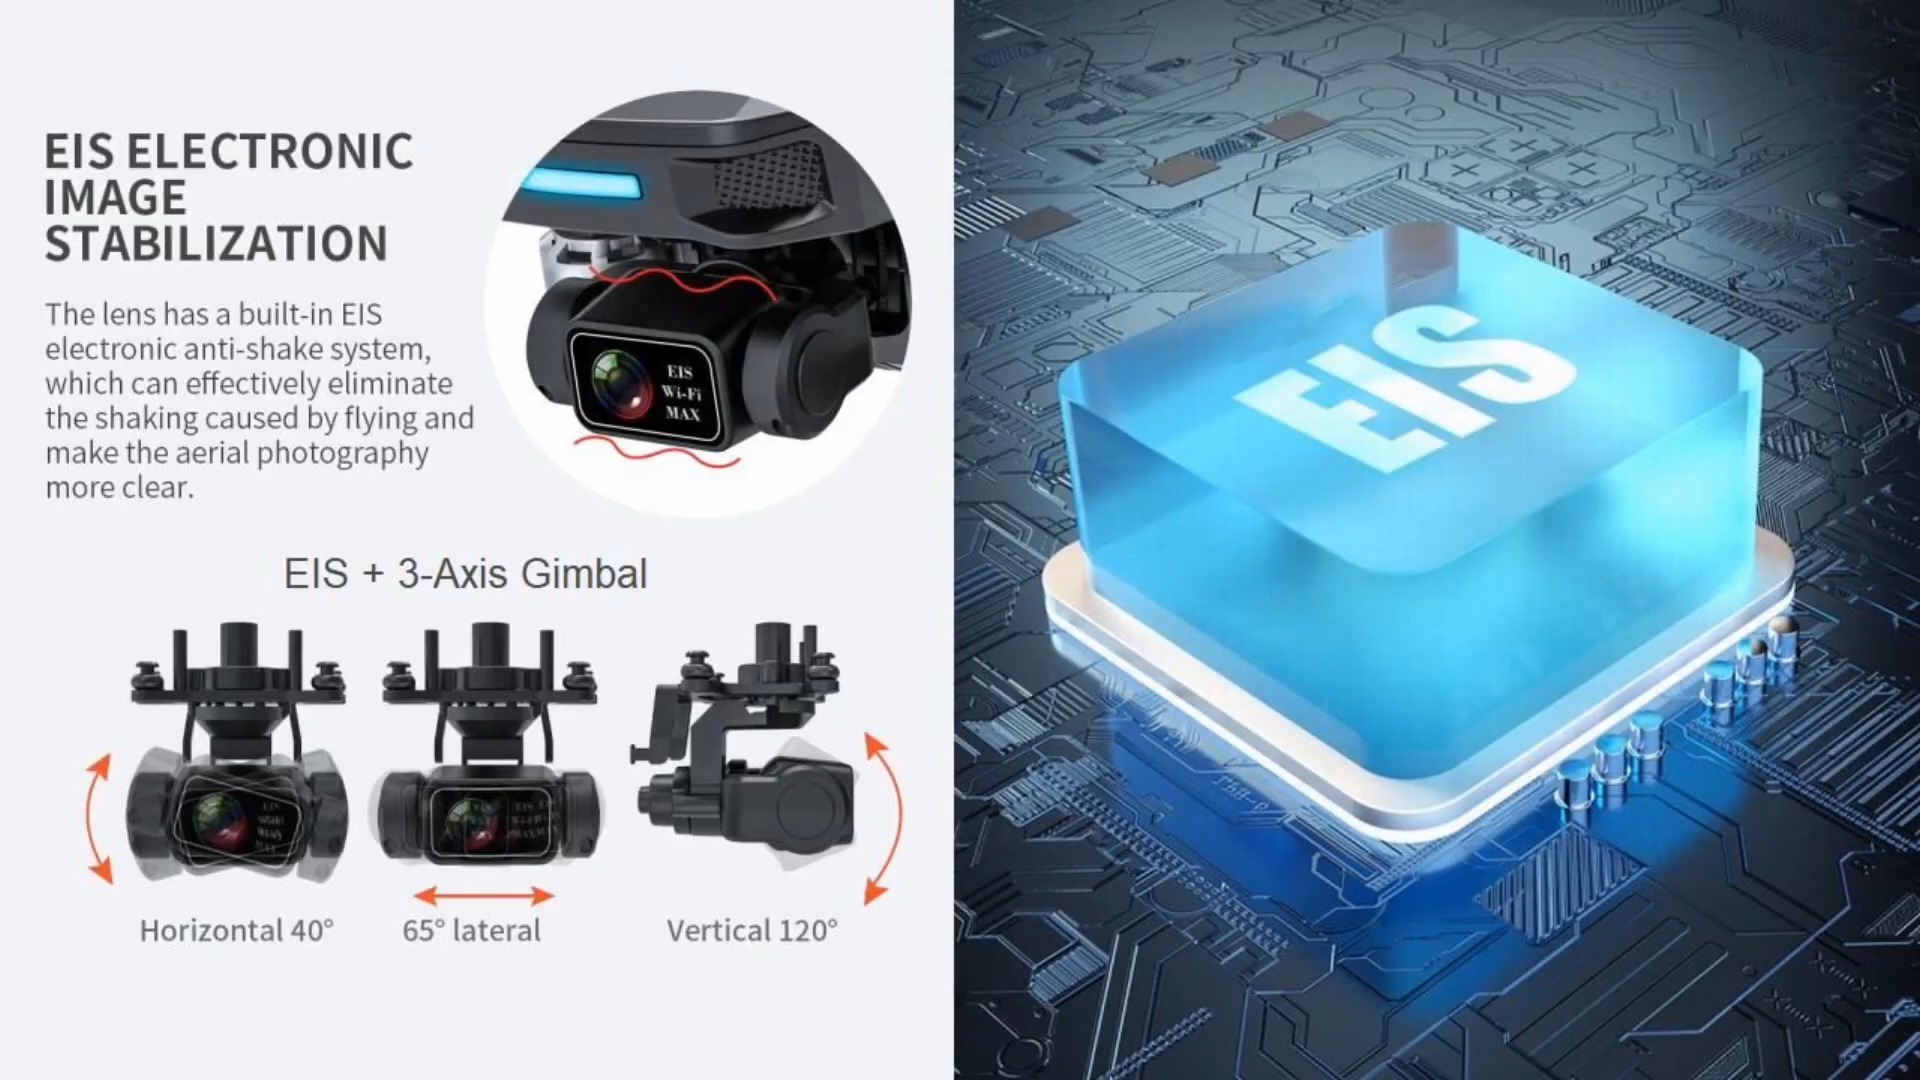 EIS ELECTRONIC
IMAGE
STABILIZATION
The lens has a built-in EIS
electronic anti-shake system,
which can effectively eliminate
the shaking caused by flying and
make the aerial photography
more clear.
EIS
Wi-Fi
MAX
EIS + 3-Axis Gimbal
Horizontal 40°
65° lateral
Vertical 120°
EIS